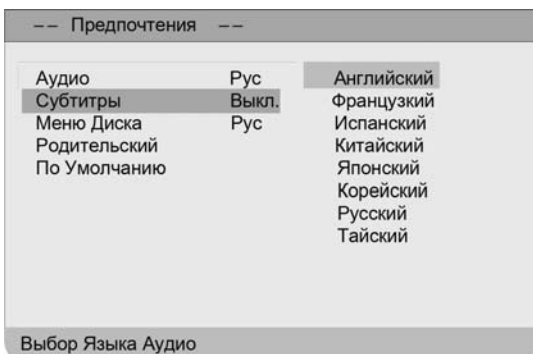 -- Предпочтения --
Аудио Рус Английский
Субтитры Выкл. Французкий
Меню Диска Рус Испанский
Родительский Китайский
По Умолчанию Японский
Корейский
Русский
Тайский
Выбор Языка Аудио